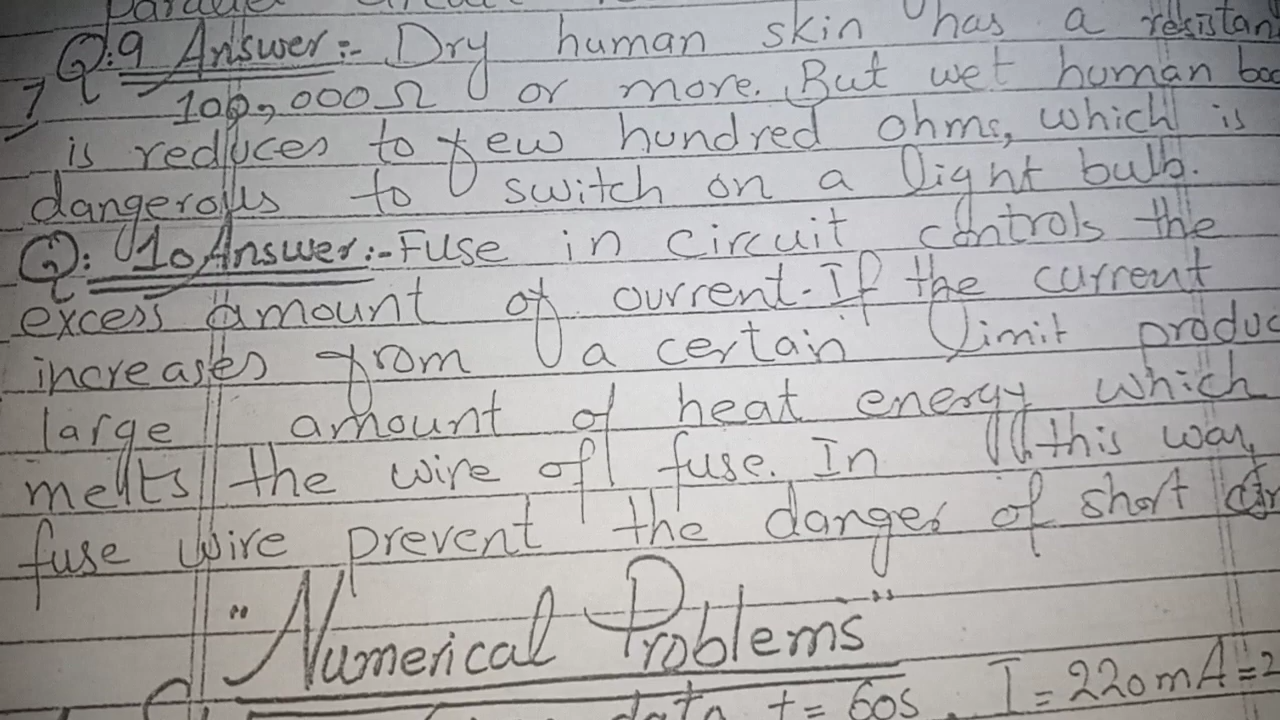 Q:9 Answer:- Dry human skin has a resistan
100,000Ω or more. But wet human bod
is reduces to few hundred ohms, which is
dangerous to switch on a light bulb.
Q: 10 Answer:- Fuse in circuit controls the
excess amount of current. If the current
increases from a certain limit produc
large amount of heat energy which
melts the wire of fuse. In this way,
fuse wire prevent the danger of short cir
"Numerical Problems"
data t = 60s, I = 220mA = 2